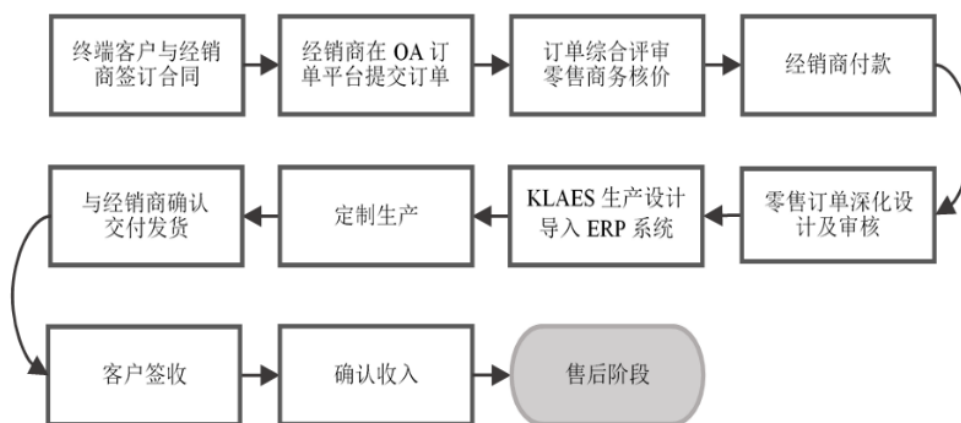 终端客户与经销
商签订合同
经销商在 OA 订
单平台提交订单
订单综合评审
零售商务核价
经销商付款
零售订单深化设
计及审核
KLAES 生产设计
导入 ERP 系统
定制生产
与经销商确认
交付发货
客户签收
确认收入
售后阶段